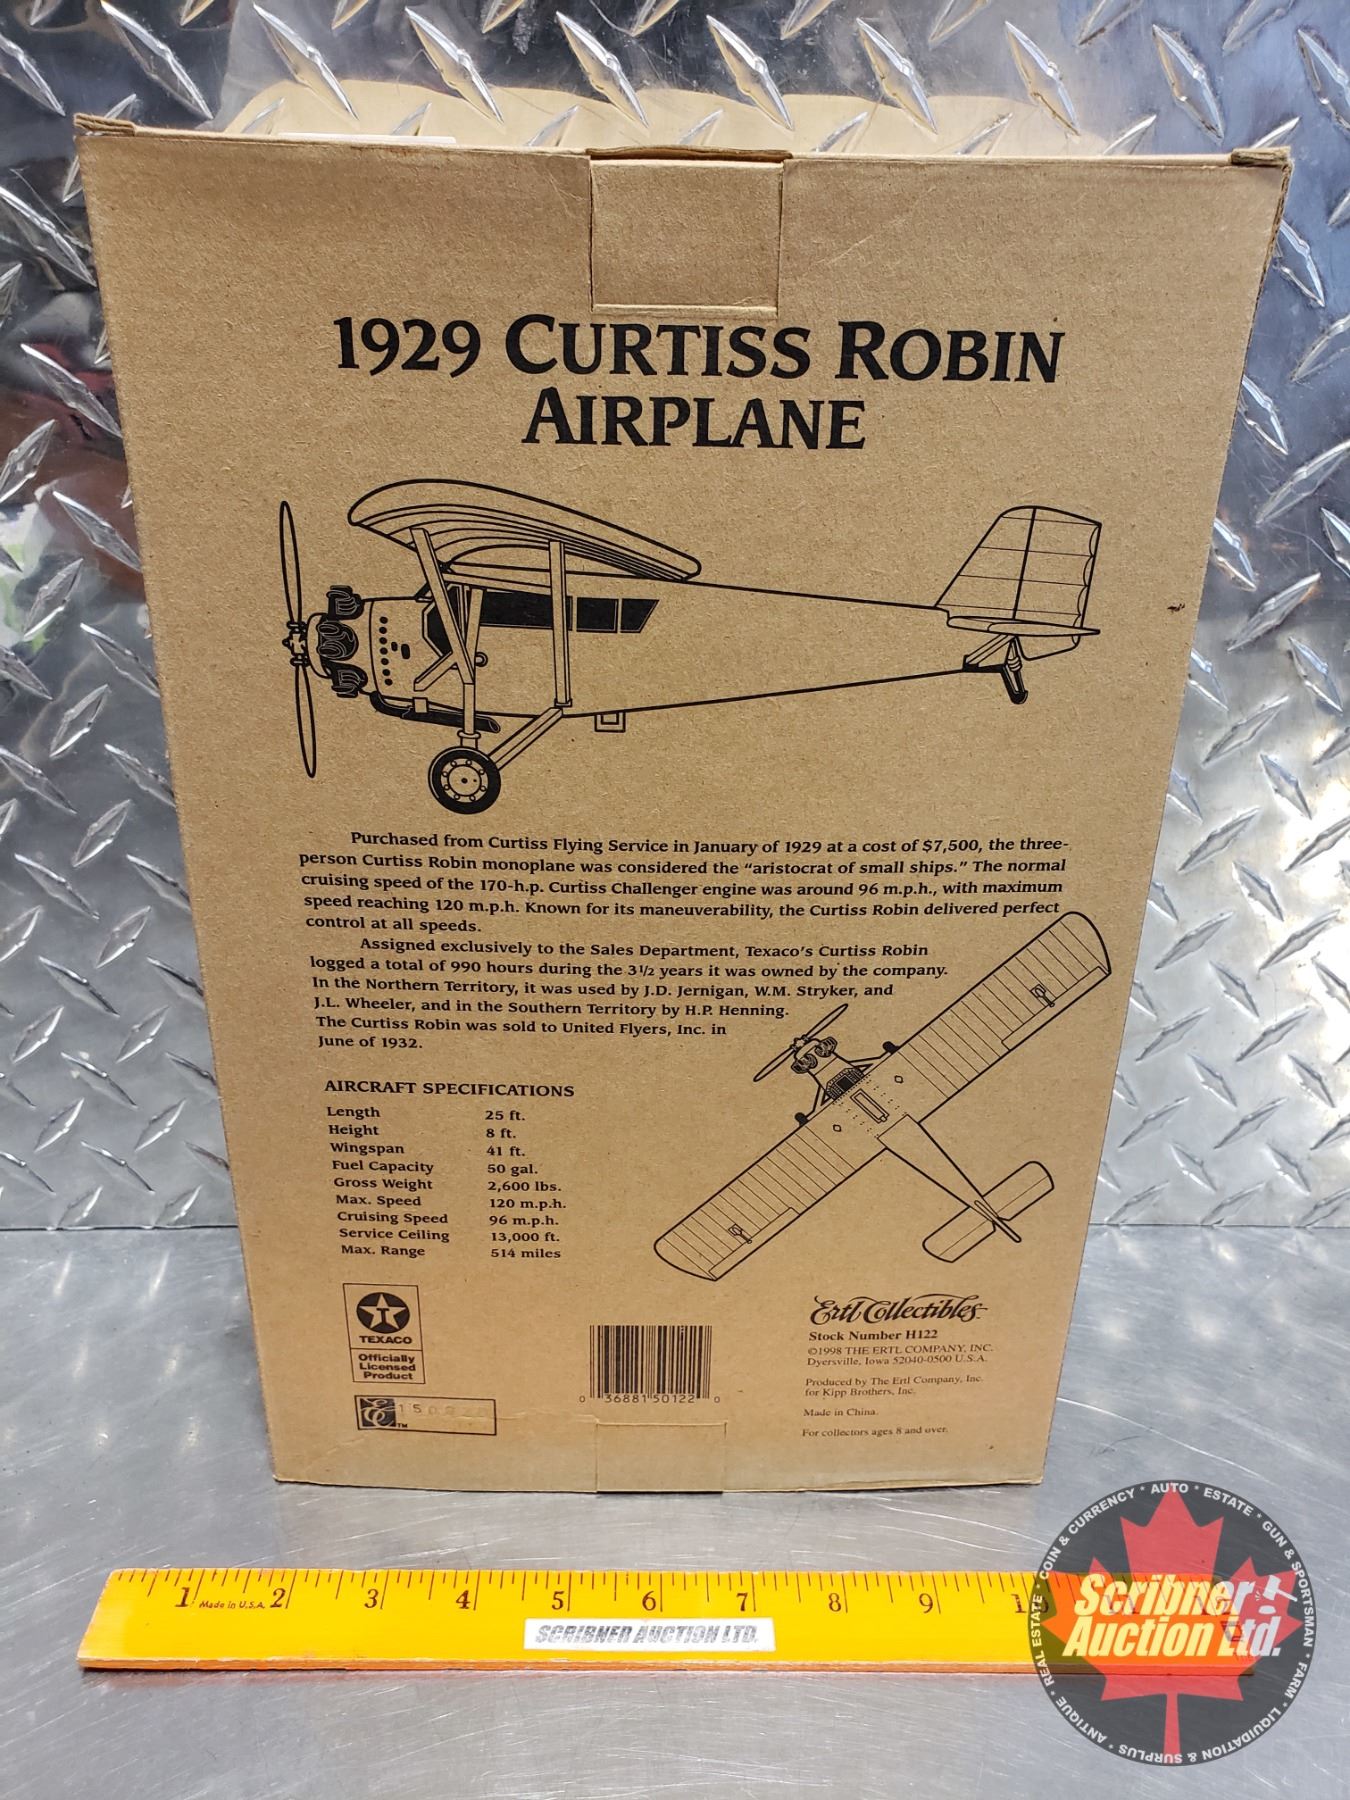 1929 CURTISS ROBIN
AIRPLANE
Purchased from Curtiss Flying Service in January of 1929 at a cost of $7,500, the three-
person Curtiss Robin monoplane was considered the "aristocrat of small ships." The normal
cruising speed of the 170-h.p. Curtiss Challenger engine was around 96 m.p.h., with maximum
speed reaching 120 m.p.h. Known for its maneuverability, the Curtiss Robin delivered perfect
control at all speeds.
Assigned exclusively to the Sales Department, Texaco's Curtiss Robin
logged a total of 990 hours during the 3 1/2 years it was owned by the company.
In the Northern Territory, it was used by J.D. Jernigan, W.M. Stryker, and
J.L. Wheeler, and in the Southern Territory by H.P. Henning.
The Curtiss Robin was sold to United Flyers, Inc. in
June of 1932.
AIRCRAFT SPECIFICATIONS
Length 25 ft.
Height 8 ft.
Wingspan 41 ft.
Fuel Capacity 50 gal.
Gross Weight 2,600 lbs.
Max. Speed 120 m.p.h.
Cruising Speed 96 m.p.h.
Service Ceiling 13,000 ft.
Max. Range 514 miles
T
TEXACO
Officially
Licensed
Product
TM
0 36881 50122 0
Ertl Collectibles
Stock Number H122
©1998 THE ERTL COMPANY, INC.
Dyersville, Iowa 52040-0500 U.S.A.
Produced by The Ertl Company, Inc.
for Kipp Brothers, Inc.
Made in China.
For collectors ages 8 and over.
1 2 3 4 5 6 7 8 9 10 11 12
Made in U.S.A.
SCRIBNER AUCTION LTD.
Scribner
Auction Ltd.
COIN & CURRENCY * AUTO * ESTATE * GUN & SPORTSMAN * FARM * LIQUIDATION & SURPLUS * ANTIQUE * REAL ESTATE *